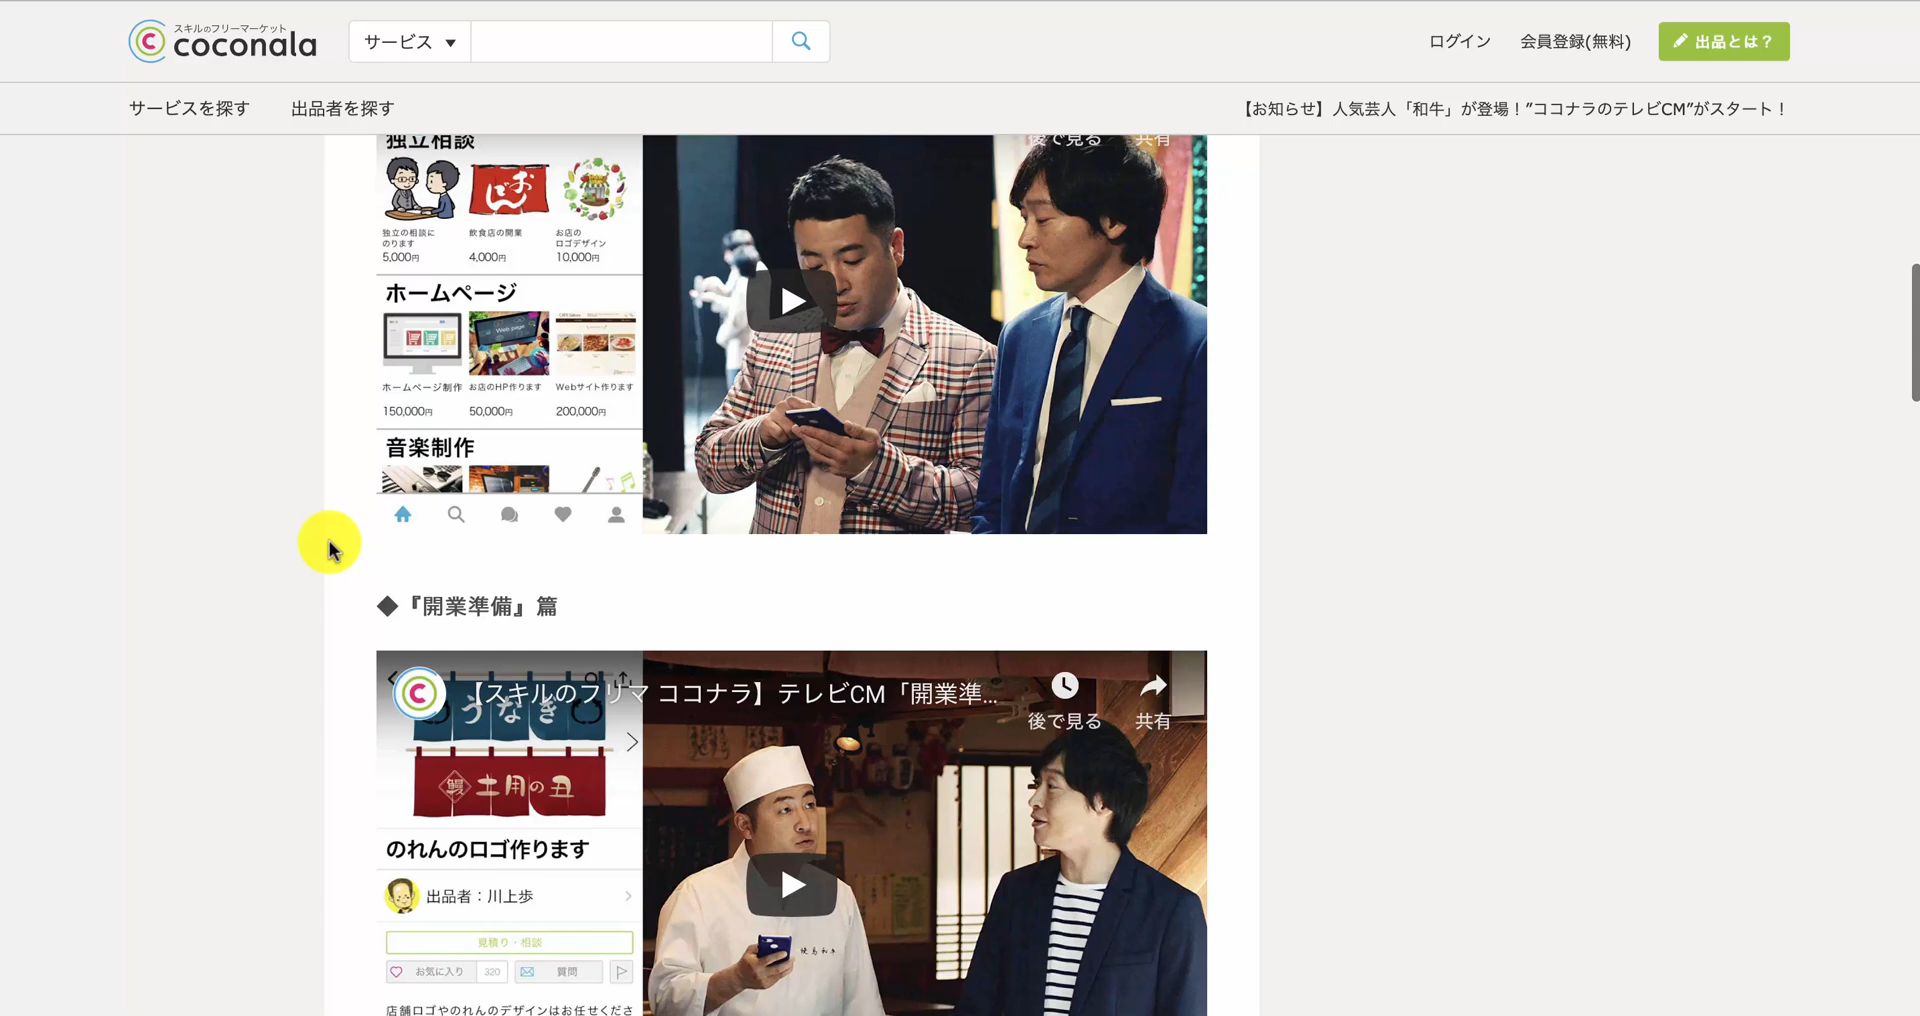 スキルのフリーマーケット
coconala
サービス ▼
ログイン
会員登録(無料)
出品とは？
サービスを探す
出品者を探す
【お知らせ】人気芸人「和牛」が登場！”ココナラのテレビCM”がスタート！
独立相談
後で見る
共有
おでん
独立の相談に
のります
5,000円
飲食店の開業
4,000円
お店の
ロゴデザイン
10,000円
ホームページ
Web page
ホームページ制作
150,000円
お店のHP作ります
50,000円
Webサイト作ります
200,000円
音楽制作
◆『開業準備』篇
【スキルのフリマ ココナラ】テレビCM「開業準...
後で見る
共有
うなぎ
鰻 土用の丑
のれんのロゴ作ります
出品者：川上歩
見積り・相談
お気に入り
320
質問
店舗ロゴやのれんのデザインはお任せくださ